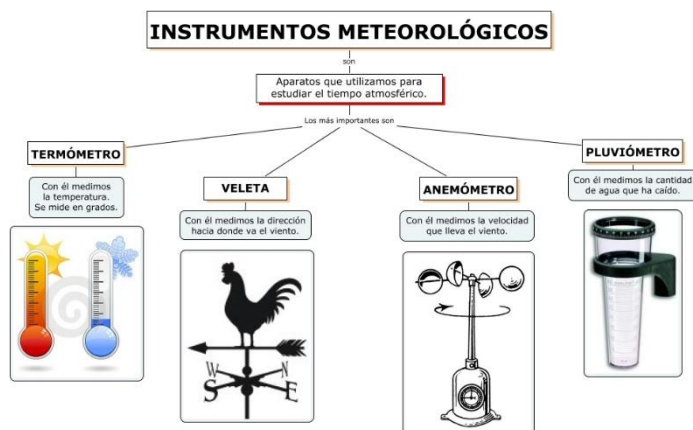 INSTRUMENTOS METEOROLÓGICOS
son
Aparatos que utilizamos para
estudiar el tiempo atmosférico.
Los más importantes son
TERMÓMETRO
Con él medimos
la temperatura.
Se mide en grados.
VELETA
Con él medimos la dirección
hacia donde va el viento.
ANEMÓMETRO
Con él medimos la velocidad
que lleva el viento.
PLUVIÓMETRO
Con él medimos la cantidad
de agua que ha caído.
W N
S E